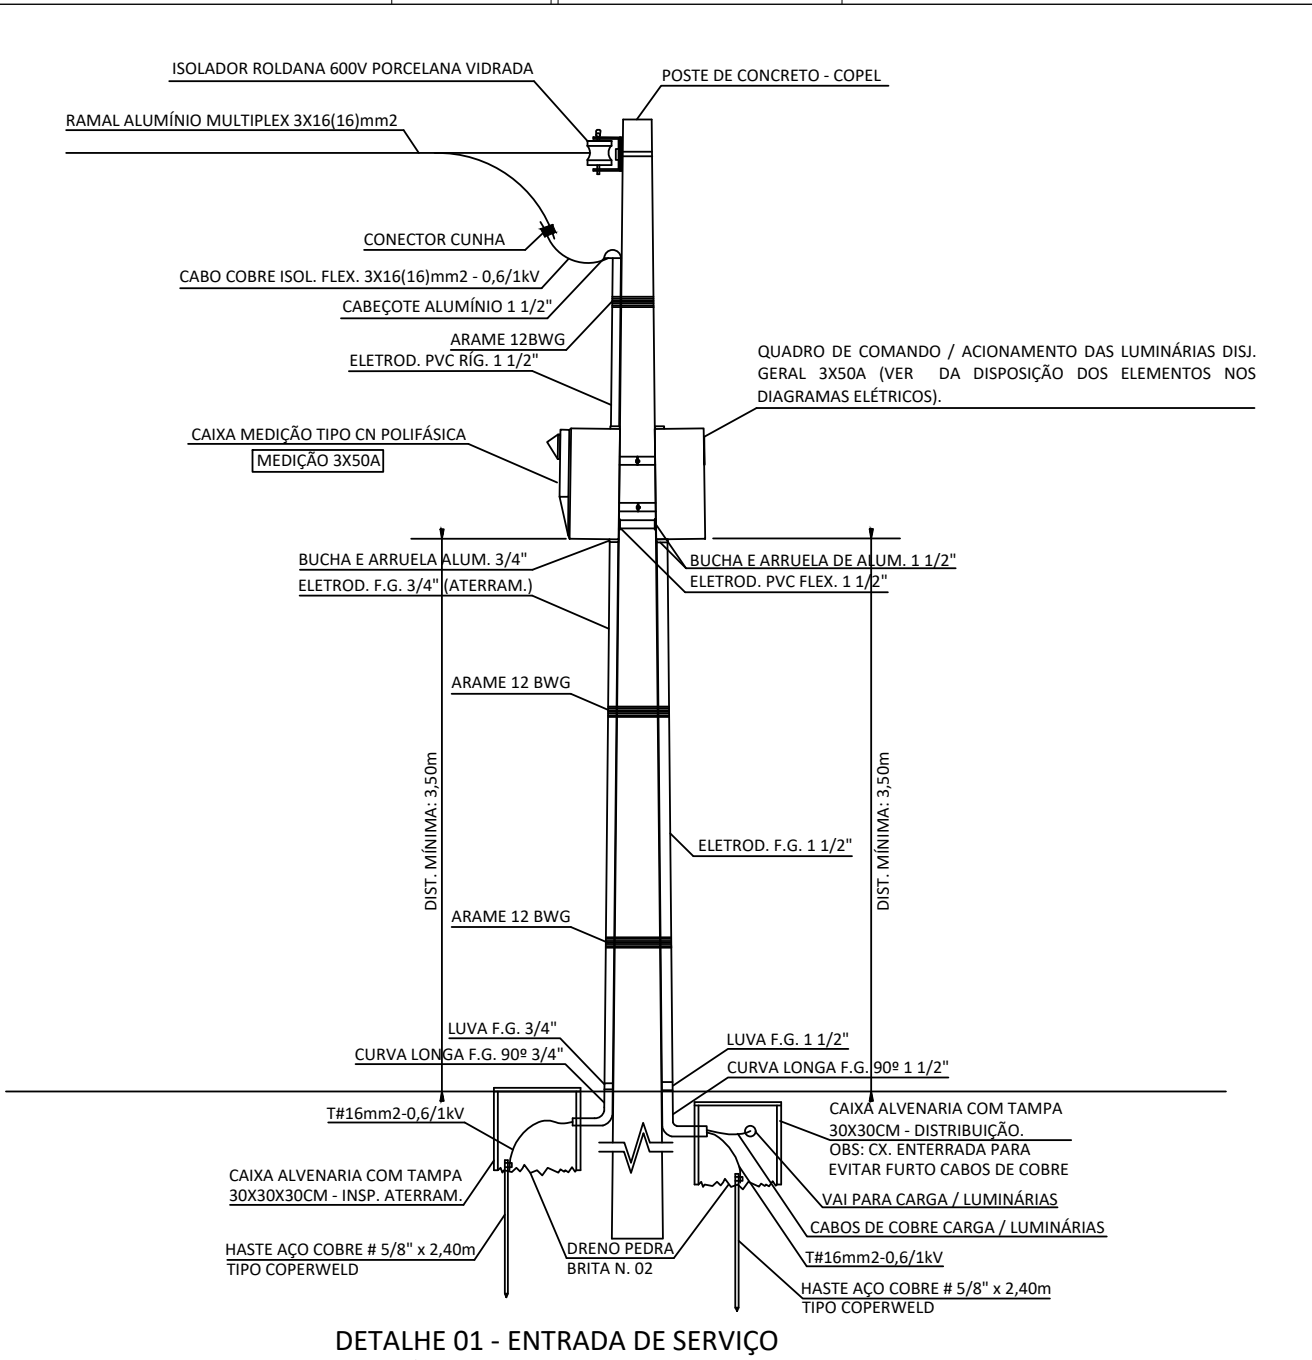 ISOLADOR ROLDANA 600V PORCELANA VIDRADA
POSTE DE CONCRETO - COPEL
RAMAL ALUMÍNIO MULTIPLEX 3X16(16)mm2
CONECTOR CUNHA
CABO COBRE ISOL. FLEX. 3X16(16)mm2 - 0,6/1kV
CABEÇOTE ALUMÍNIO 1 1/2"
ARAME 12BWG
ELETROD. PVC RÍG. 1 1/2"
QUADRO DE COMANDO / ACIONAMENTO DAS LUMINÁRIAS DISJ.
GERAL 3X50A (VER DA DISPOSIÇÃO DOS ELEMENTOS NOS
DIAGRAMAS ELÉTRICOS).
CAIXA MEDIÇÃO TIPO CN POLIFÁSICA
MEDIÇÃO 3X50A
BUCHA E ARRUELA ALUM. 3/4"
BUCHA E ARRUELA DE ALUM. 1 1/2"
ELETROD. F.G. 3/4" (ATERRAM.)
ELETROD. PVC FLEX. 1 1/2"
ARAME 12 BWG
DIST. MÍNIMA: 3,50m
DIST. MÍNIMA: 3,50m
ELETROD. F.G. 1 1/2"
ARAME 12 BWG
LUVA F.G. 3/4"
LUVA F.G. 1 1/2"
CURVA LONGA F.G. 90º 3/4"
CURVA LONGA F.G. 90º 1 1/2"
T#16mm2-0,6/1kV
CAIXA ALVENARIA COM TAMPA
30X30CM - DISTRIBUIÇÃO.
OBS: CX. ENTERRADA PARA
EVITAR FURTO CABOS DE COBRE
CAIXA ALVENARIA COM TAMPA
30X30X30CM - INSP. ATERRAM.
VAI PARA CARGA / LUMINÁRIAS
CABOS DE COBRE CARGA / LUMINÁRIAS
HASTE AÇO COBRE # 5/8" x 2,40m
TIPO COPERWELD
DRENO PEDRA
BRITA N. 02
T#16mm2-0,6/1kV
HASTE AÇO COBRE # 5/8" x 2,40m
TIPO COPERWELD
DETALHE 01 - ENTRADA DE SERVIÇO